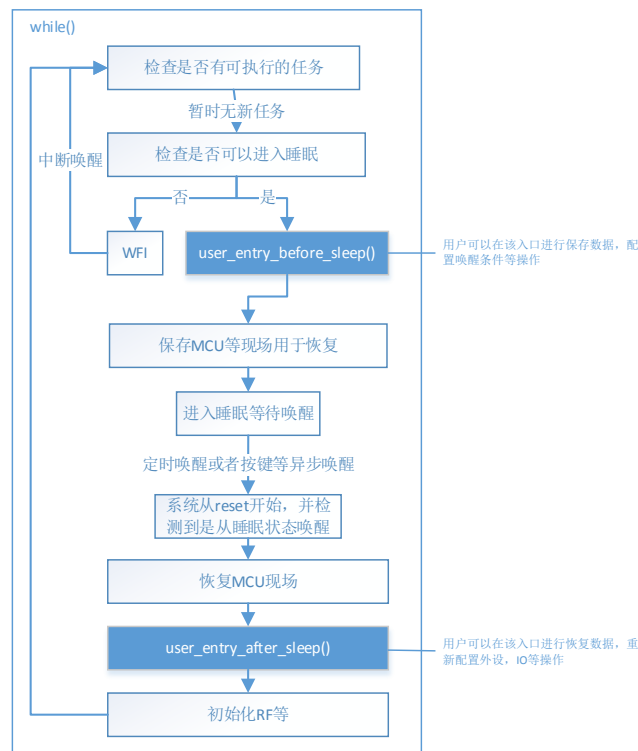 while()
检查是否有可执行的任务
暂时无新任务
中断唤醒
检查是否可以进入睡眠
否
是
WFI
user_entry_before_sleep()
用户可以在该入口进行保存数据，配
置唤醒条件等操作
保存MCU等现场用于恢复
进入睡眠等待唤醒
定时唤醒或者按键等异步唤醒
系统从reset开始，并检
测到是从睡眠状态唤醒
恢复MCU现场
user_entry_after_sleep()
用户可以在该入口进行恢复数据，重
新配置外设，IO等操作
初始化RF等